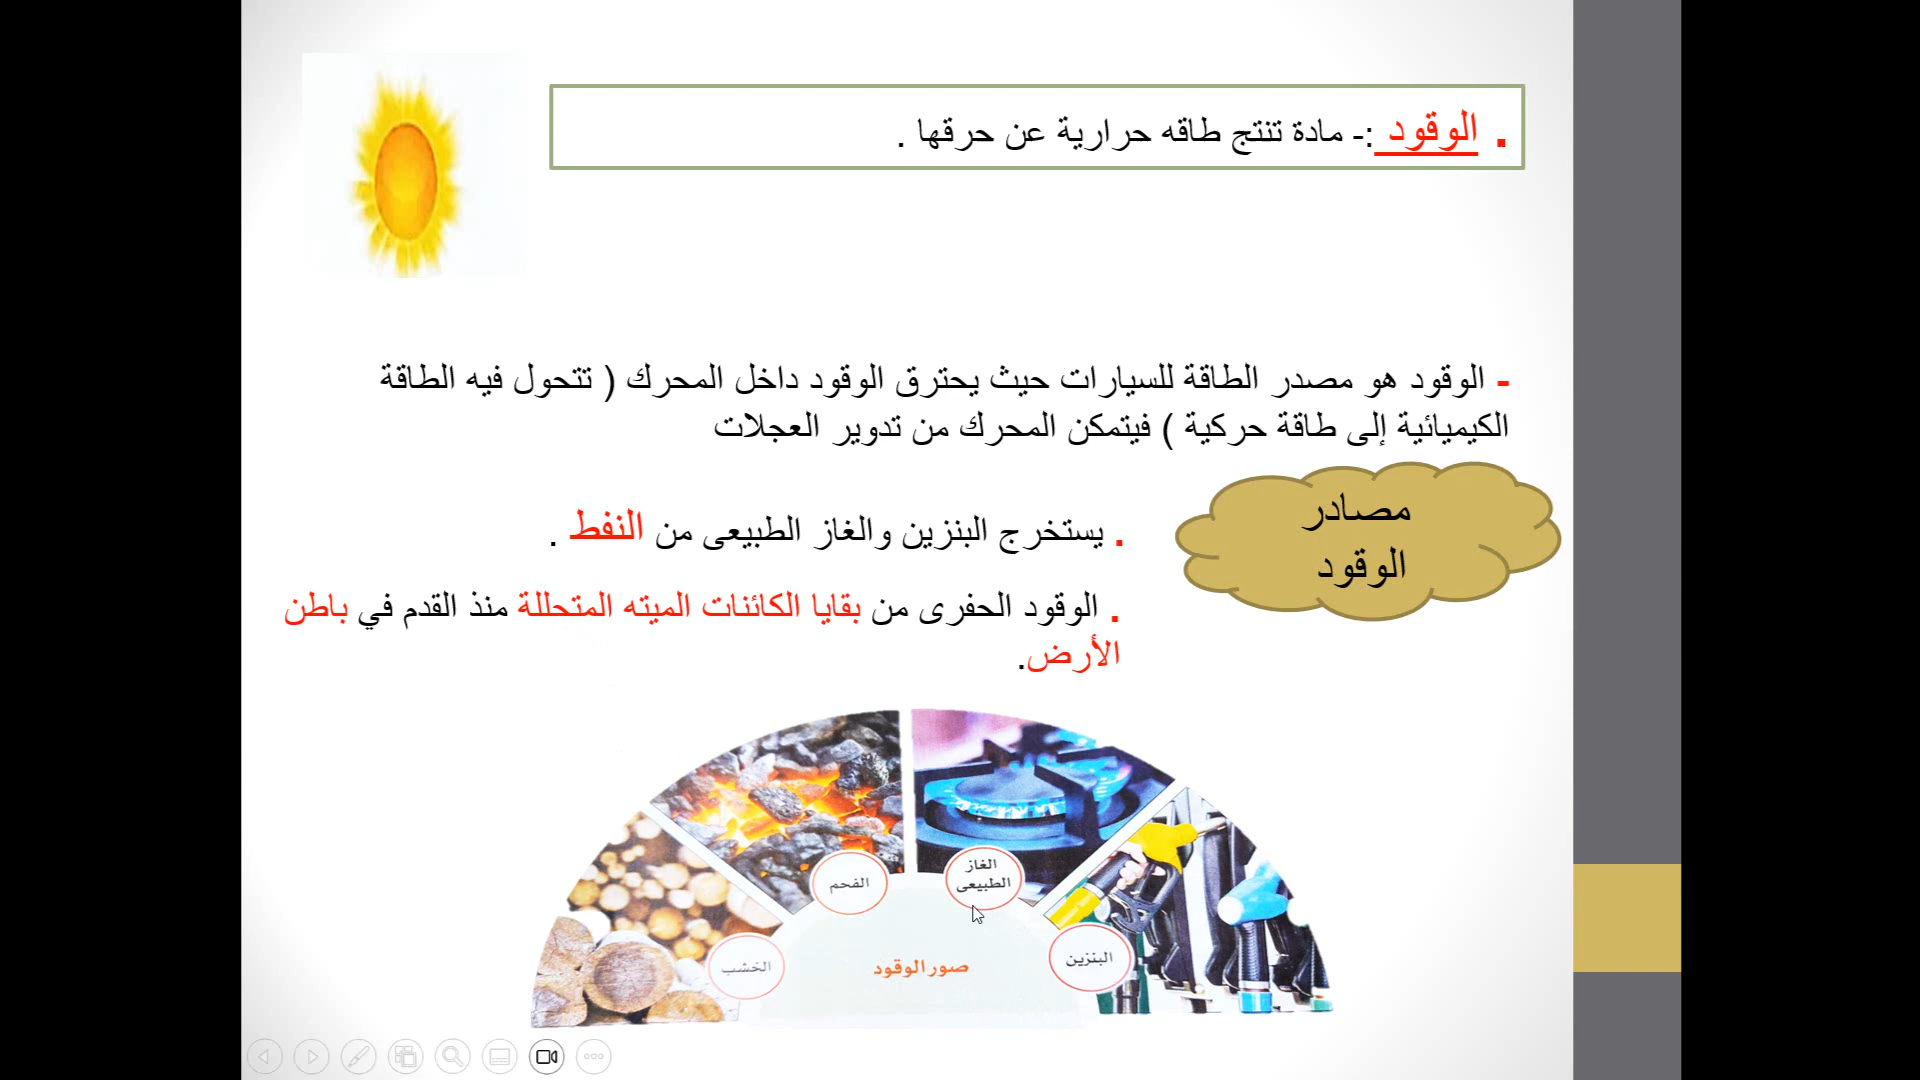 . الوقود :- مادة تنتج طاقه حرارية عن حرقها .
- الوقود هو مصدر الطاقة للسيارات حيث يحترق الوقود داخل المحرك ( تتحول فيه الطاقة
الكيميائية إلى طاقة حركية ) فيتمكن المحرك من تدوير العجلات
مصادر
الوقود
. يستخرج البنزين والغاز الطبيعى من النفط .
. الوقود الحفرى من بقايا الكائنات الميته المتحللة منذ القدم في باطن
الأرض.
الغاز
الطبيعى
الفحم
البنزين
الخشب
صور الوقود